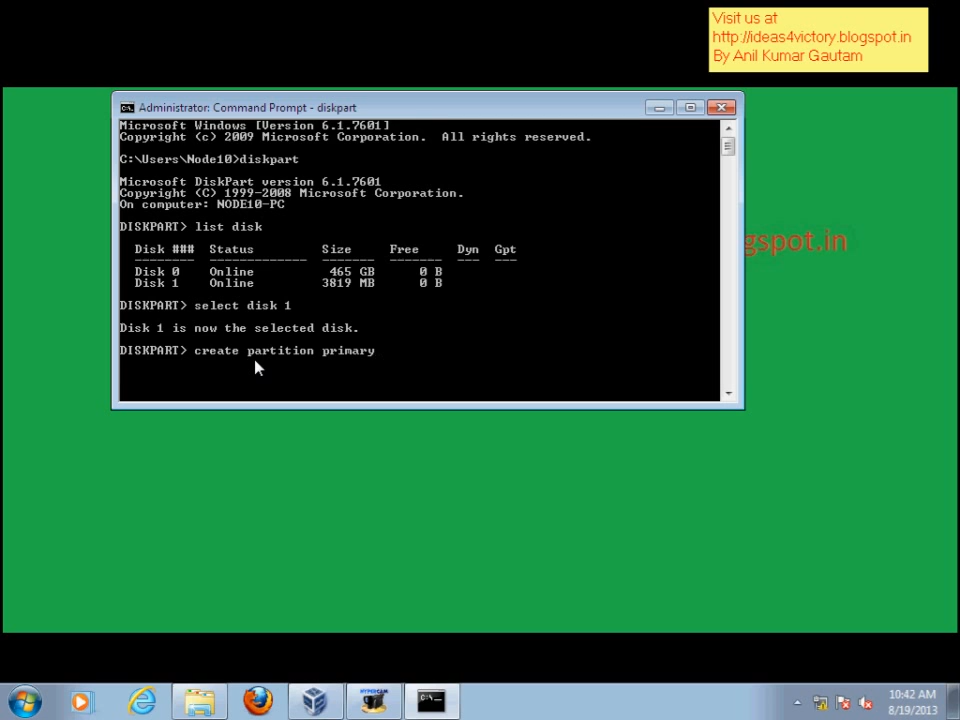 Visit us at
http://ideas4victory.blogspot.in
By Anil Kumar Gautam
Administrator: Command Prompt - diskpart
Microsoft Windows [Version 6.1.7601]
Copyright (c) 2009 Microsoft Corporation.  All rights reserved.
C:\Users\Node10>diskpart
Microsoft DiskPart version 6.1.7601
Copyright (C) 1999-2008 Microsoft Corporation.
On computer: NODE10-PC
DISKPART> list disk
Disk ###  Status  Size  Free  Dyn  Gpt
--------  -------------  -------  -------  ---  ---
Disk 0  Online  465 GB  0 B
Disk 1  Online  3819 MB  0 B
DISKPART> select disk 1
Disk 1 is now the selected disk.
DISKPART> create partition primary
gspot.in
HYPERCAM
10:42 AM
8/19/2013